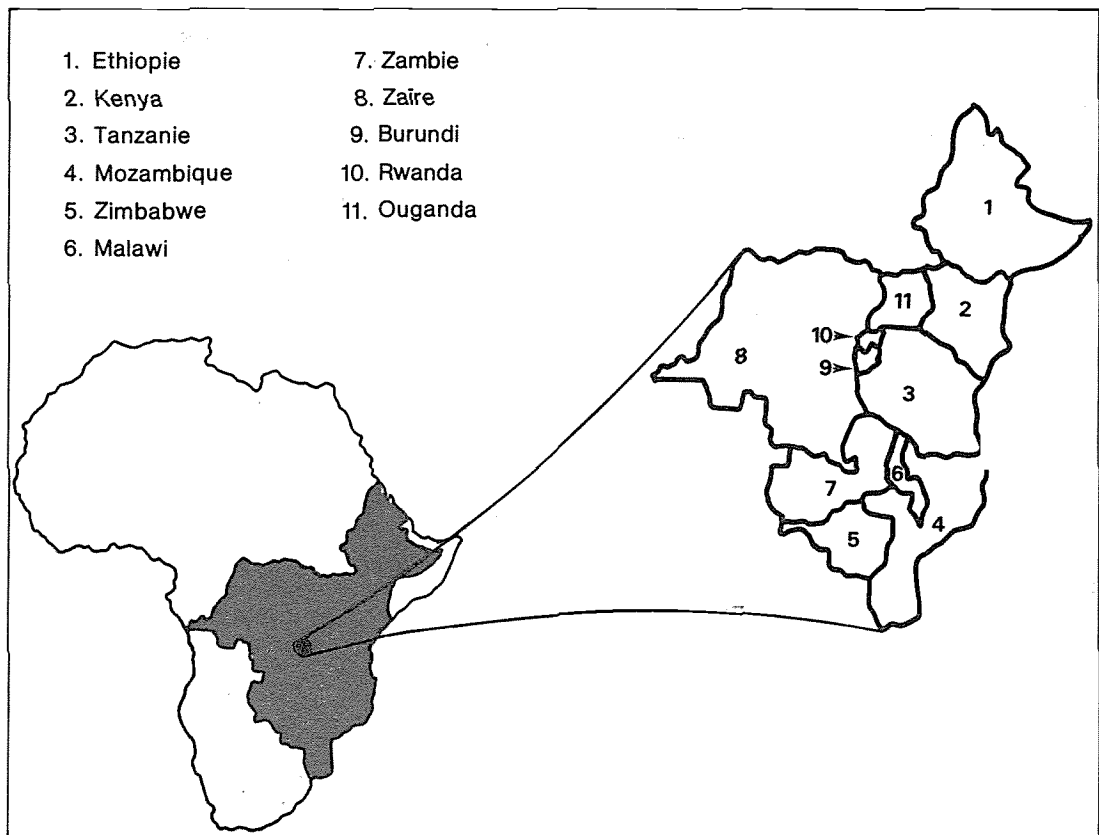 1. Ethiopie
2. Kenya
3. Tanzanie
4. Mozambique
5. Zimbabwe
6. Malawi
7. Zambie
8. Zaïre
9. Burundi
10. Rwanda
11. Ouganda
1
11
2
10
9
8
3
6
7
4
5